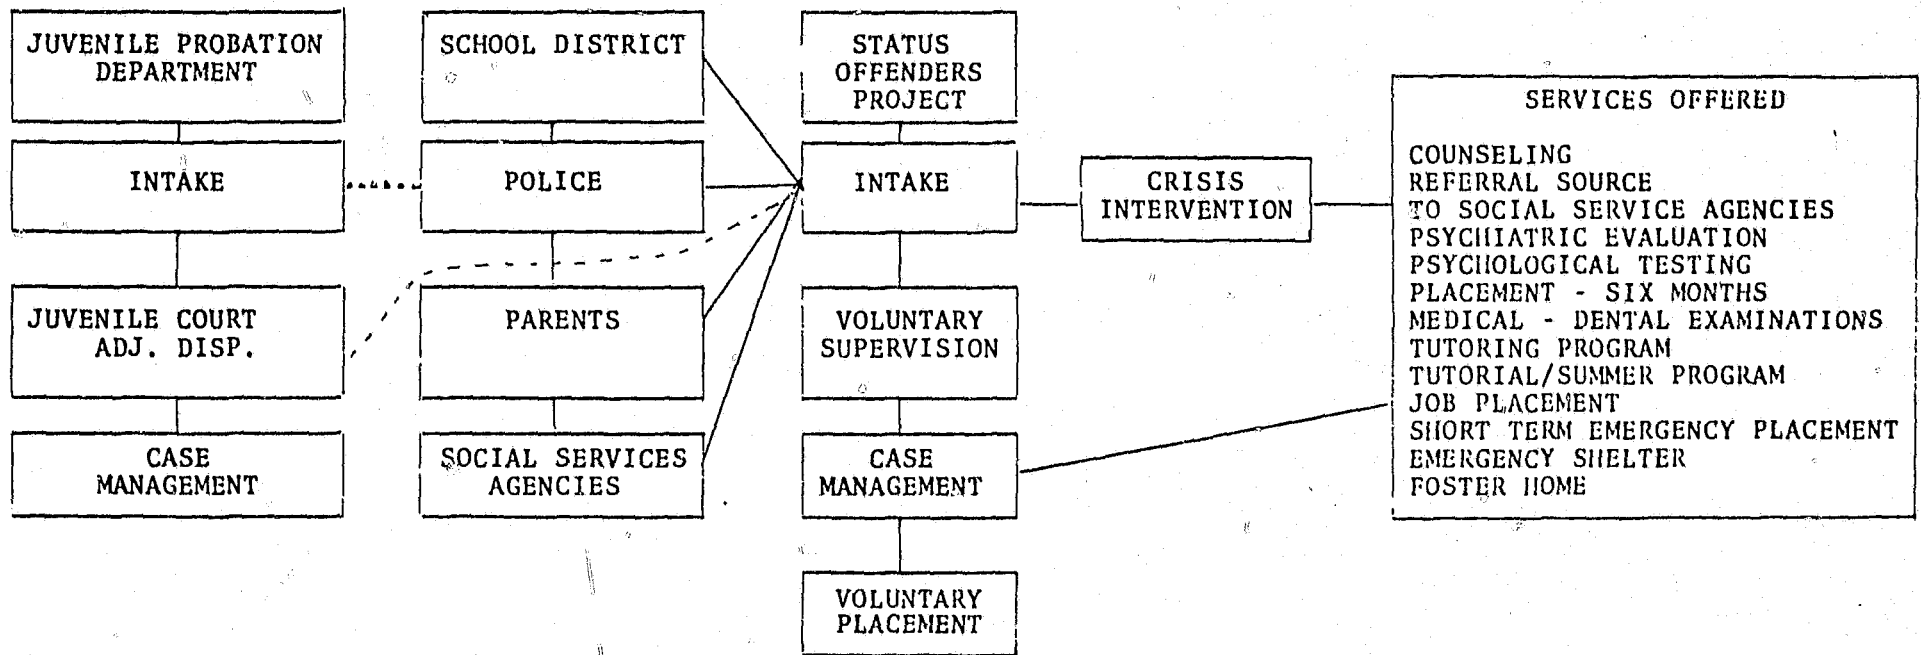 JUVENILE PROBATION
DEPARTMENT
INTAKE
JUVENILE COURT
ADJ. DISP.
CASE
MANAGEMENT
SCHOOL DISTRICT
POLICE
PARENTS
SOCIAL SERVICES
AGENCIES
STATUS
OFFENDERS
PROJECT
INTAKE
VOLUNTARY
SUPERVISION
CASE
MANAGEMENT
VOLUNTARY
PLACEMENT
CRISIS
INTERVENTION
SERVICES OFFERED
COUNSELING
REFERRAL SOURCE
TO SOCIAL SERVICE AGENCIES
PSYCHIATRIC EVALUATION
PSYCHOLOGICAL TESTING
PLACEMENT - SIX MONTHS
MEDICAL - DENTAL EXAMINATIONS
TUTORING PROGRAM
TUTORIAL/SUMMER PROGRAM
JOB PLACEMENT
SHORT TERM EMERGENCY PLACEMENT
EMERGENCY SHELTER
FOSTER HOME